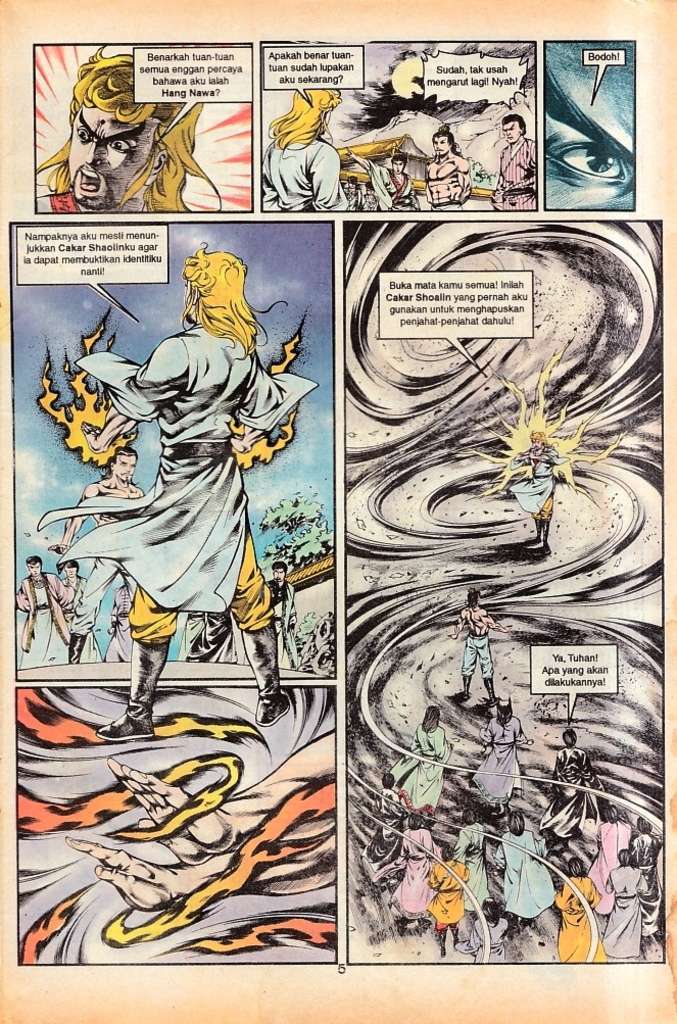 Benarkah tuan-tuan
semua enggan percaya
bahawa aku ialah
Hang Nawa?
Apakah benar tuan-
tuan sudah lupakan
aku sekarang?
Sudah, tak usah
mengarut lagi! Nyah!
Bodoh!
Nampaknya aku mesti menun-
jukkan Cakar Shaolinku agar
ia dapat membuktikan identitiku
nanti!
Buka mata kamu semua! Inilah
Cakar Shoalin yang pernah aku
gunakan untuk menghapuskan
penjahat-penjahat dahulu!
Ya, Tuhan!
Apa yang akan
dilakukannya!
5